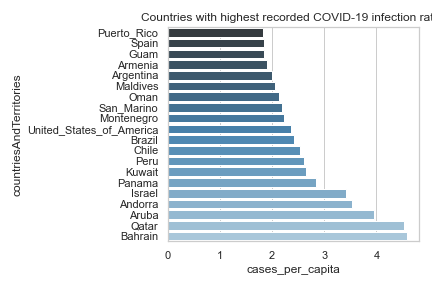 Countries with highest recorded COVID-19 infection rat
countriesAndTerritories
Puerto_Rico
Spain
Guam
Armenia
Argentina
Maldives
Oman
San_Marino
Montenegro
United_States_of_America
Brazil
Chile
Peru
Kuwait
Panama
Israel
Andorra
Aruba
Qatar
Bahrain
0 1 2 3 4
cases_per_capita